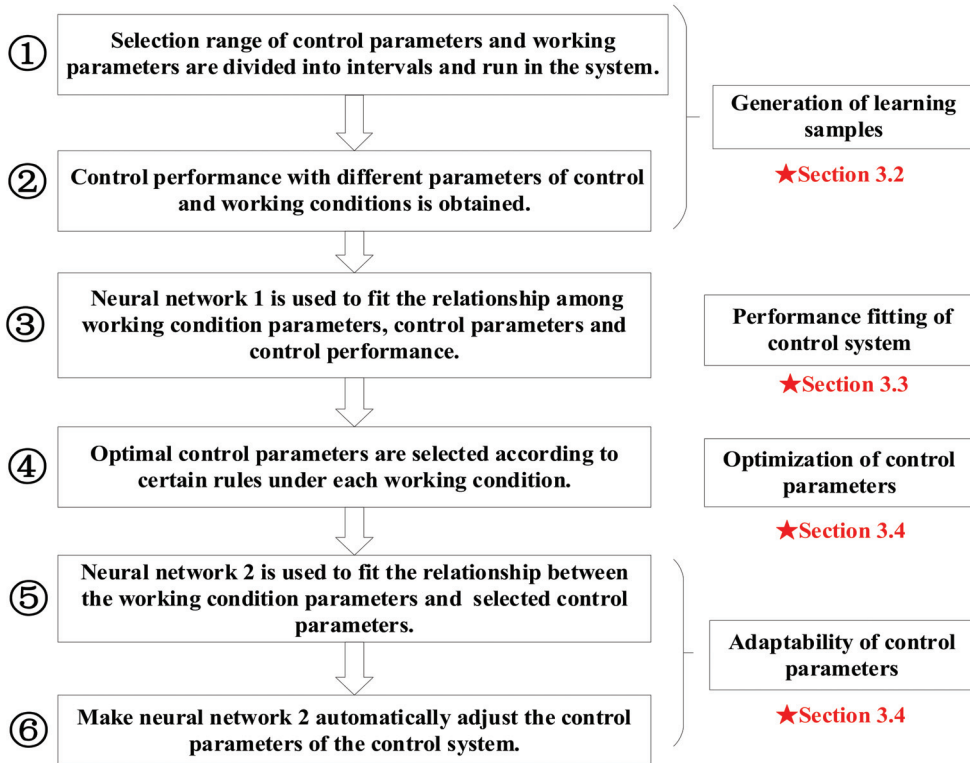 ①
Selection range of control parameters and working
parameters are divided into intervals and run in the system.
②
Control performance with different parameters of control
and working conditions is obtained.
Generation of learning
samples
★Section 3.2
③
Neural network 1 is used to fit the relationship among
working condition parameters, control parameters and
control performance.
Performance fitting of
control system
★Section 3.3
④
Optimal control parameters are selected according to
certain rules under each working condition.
Optimization of control
parameters
★Section 3.4
⑤
Neural network 2 is used to fit the relationship between
the working condition parameters and selected control
parameters.
⑥
Make neural network 2 automatically adjust the control
parameters of the control system.
Adaptability of control
parameters
★Section 3.4